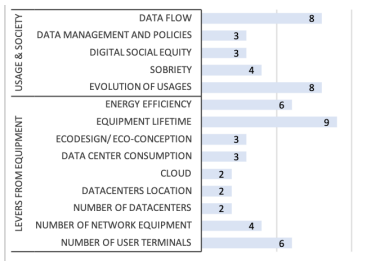 USAGE & SOCIETY
DATA FLOW 8
DATA MANAGEMENT AND POLICIES 3
DIGITAL SOCIAL EQUITY 3
SOBRIETY 4
EVOLUTION OF USAGES 8
LEVERS FROM EQUIPMENT
ENERGY EFFICIENCY 6
EQUIPMENT LIFETIME 9
ECODESIGN/ ECO-CONCEPTION 3
DATA CENTER CONSUMPTION 3
CLOUD 2
DATACENTERS LOCATION 2
NUMBER OF DATACENTERS 2
NUMBER OF NETWORK EQUIPMENT 4
NUMBER OF USER TERMINALS 6